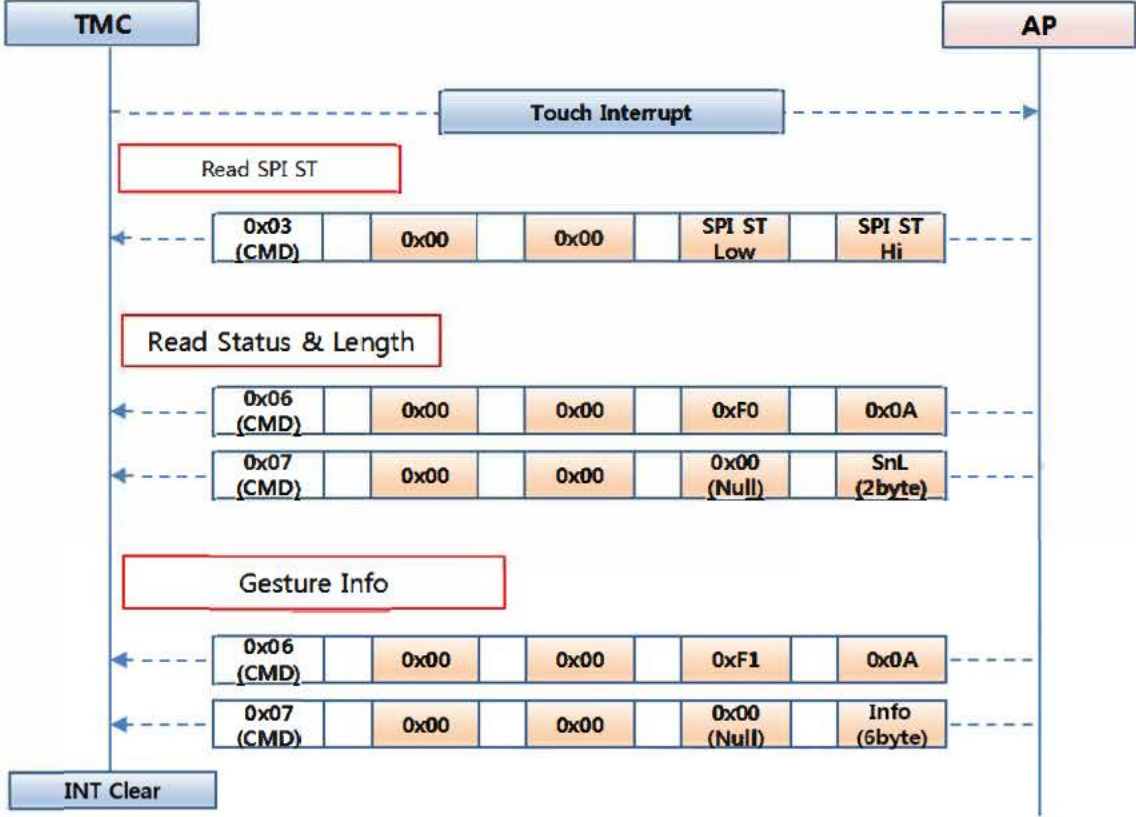 TMC
AP
Touch Interrupt
Read SPI ST
0x03 (CMD) 0x00 0x00 SPI ST Low SPI ST Hi
Read Status & Length
0x06 (CMD) 0x00 0x00 0xF0 0x0A
0x07 (CMD) 0x00 0x00 0x00 (Null) SnL (2byte)
Gesture Info
0x06 (CMD) 0x00 0x00 0xF1 0x0A
0x07 (CMD) 0x00 0x00 0x00 (Null) Info (6byte)
INT Clear